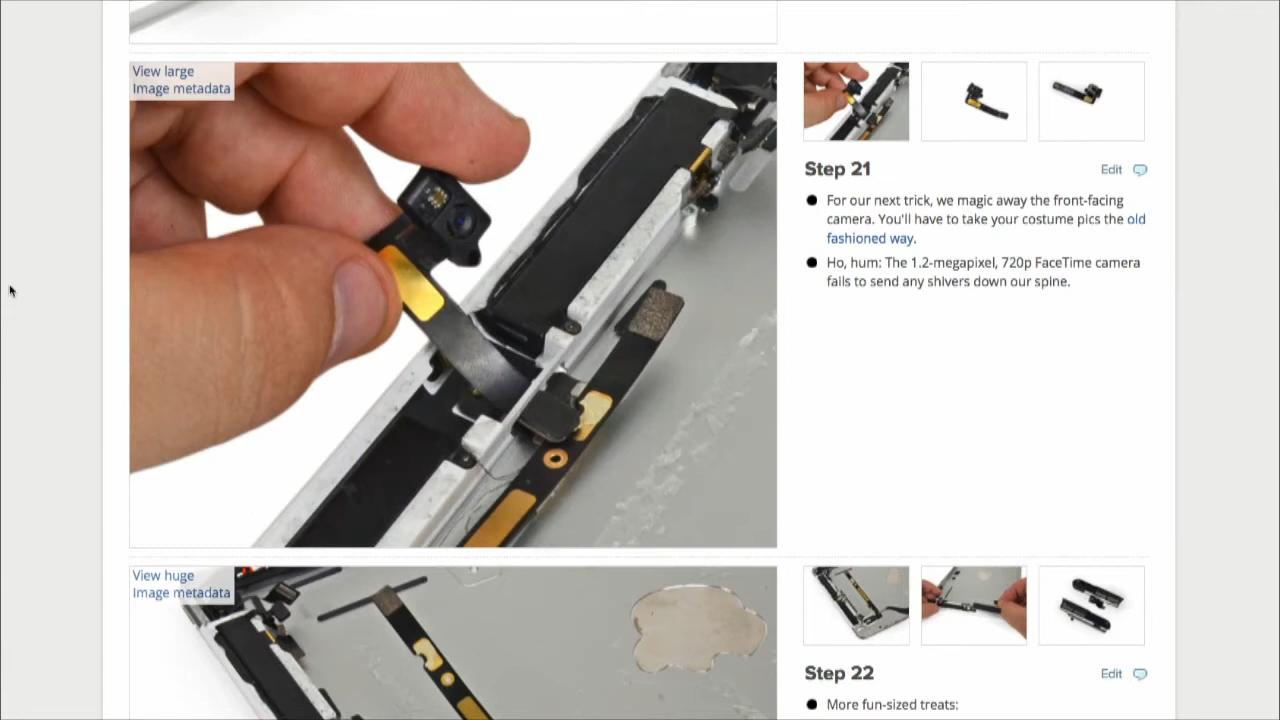 View large
Image metadata
Step 21
Edit
For our next trick, we magic away the front-facing
camera. You'll have to take your costume pics the old
fashioned way.
Ho, hum: The 1.2-megapixel, 720p FaceTime camera
fails to send any shivers down our spine.
View huge
Image metadata
Step 22
Edit
More fun-sized treats: